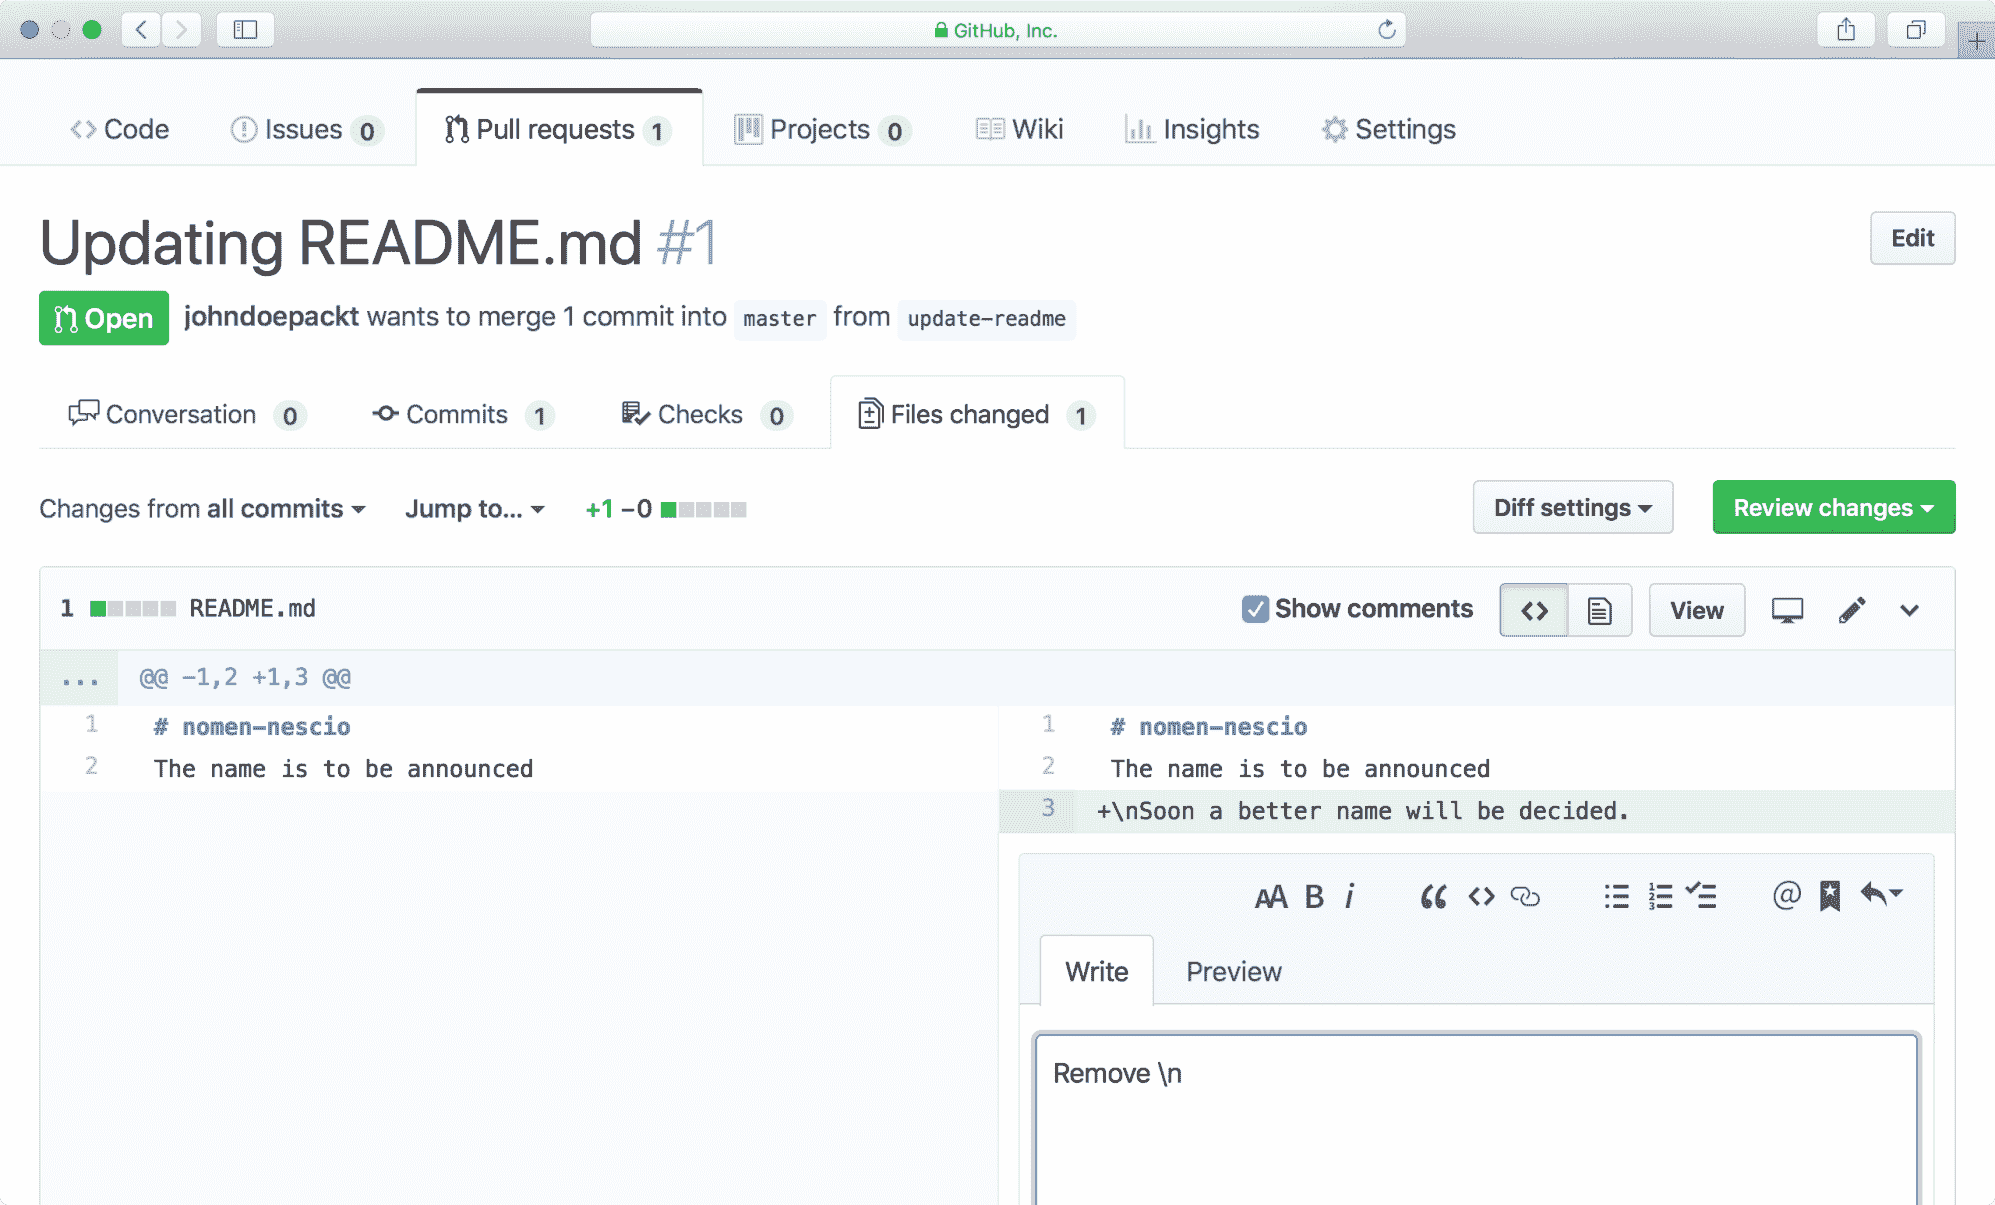 GitHub, Inc.
Code Issues 0 Pull requests 1 Projects 0 Wiki Insights Settings
Updating README.md #1
Edit
Open johndoepackt wants to merge 1 commit into master from update-readme
Conversation 0 Commits 1 Checks 0 Files changed 1
Changes from all commits Jump to... +1 −0 Diff settings Review changes
1 README.md Show comments View
... @@ -1,2 +1,3 @@
1 # nomen-nescio
2 The name is to be announced
1 # nomen-nescio
2 The name is to be announced
3 +\nSoon a better name will be decided.
AA B i “ <> 1 2 3 @
Write Preview
Remove \n